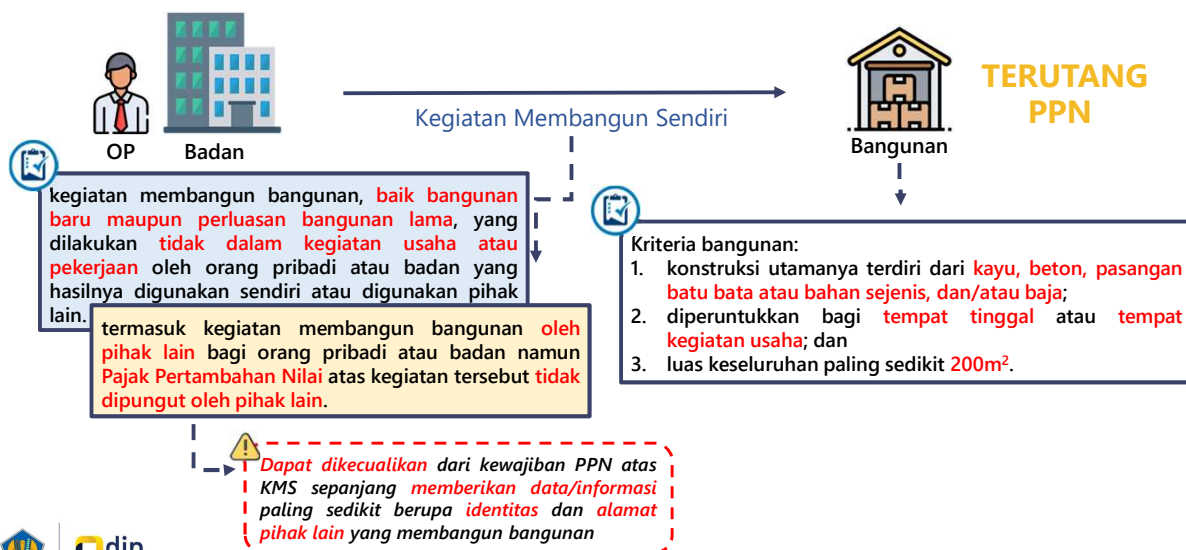 TERUTANG
PPN
Kegiatan Membangun Sendiri
OP
Badan
Bangunan
kegiatan membangun bangunan, baik bangunan
baru maupun perluasan bangunan lama, yang
dilakukan tidak dalam kegiatan usaha atau
pekerjaan oleh orang pribadi atau badan yang
hasilnya digunakan sendiri atau digunakan pihak
lain.
termasuk kegiatan membangun bangunan oleh
pihak lain bagi orang pribadi atau badan namun
Pajak Pertambahan Nilai atas kegiatan tersebut tidak
dipungut oleh pihak lain.
Kriteria bangunan:
1. konstruksi utamanya terdiri dari kayu, beton, pasangan
batu bata atau bahan sejenis, dan/atau baja;
2. diperuntukkan bagi tempat tinggal atau tempat
kegiatan usaha; dan
3. luas keseluruhan paling sedikit 200m².
Dapat dikecualikan dari kewajiban PPN atas
KMS sepanjang memberikan data/informasi
paling sedikit berupa identitas dan alamat
pihak lain yang membangun bangunan